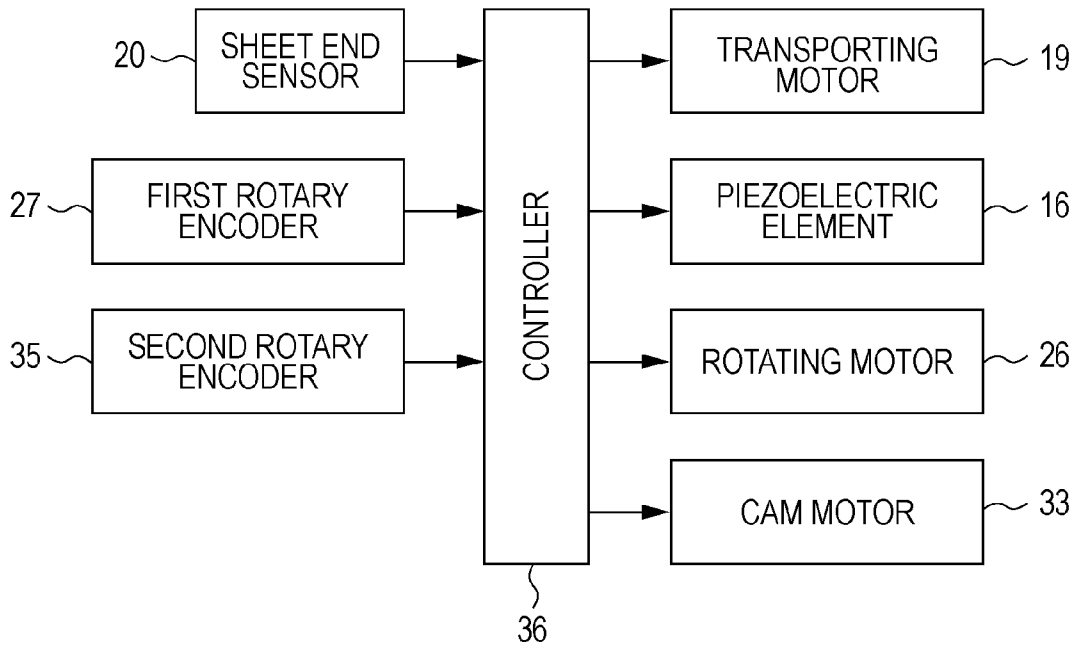 20
SHEET END
SENSOR
27
FIRST ROTARY
ENCODER
35
SECOND ROTARY
ENCODER
CONTROLLER
36
TRANSPORTING
MOTOR
19
PIEZOELECTRIC
ELEMENT
16
ROTATING MOTOR
26
CAM MOTOR
33